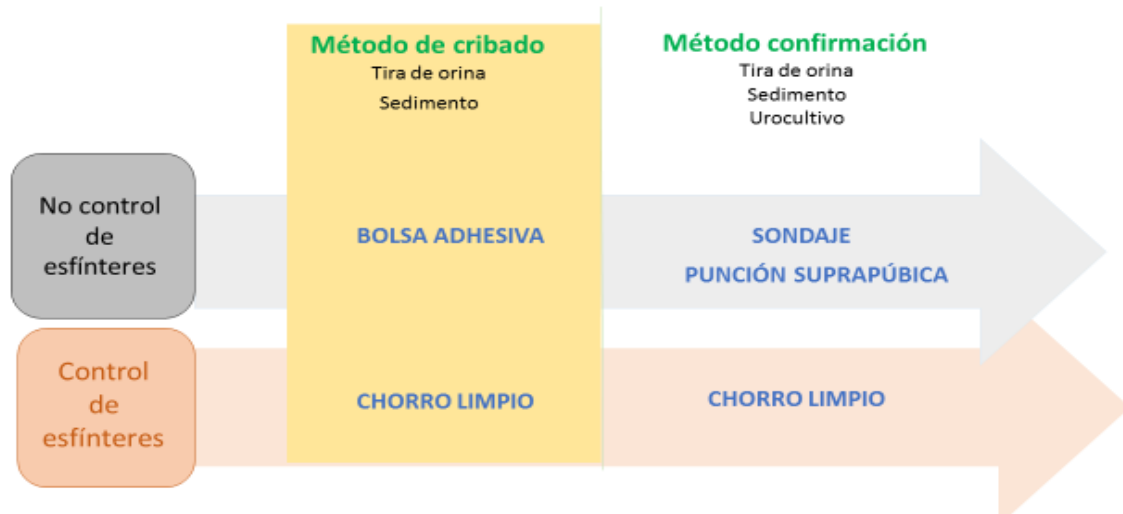 Método de cribado
Tira de orina
Sedimento
Método confirmación
Tira de orina
Sedimento
Urocultivo
No control
de
esfínteres
BOLSA ADHESIVA
SONDAJE
PUNCIÓN SUPRAPÚBICA
Control
de
esfínteres
CHORRO LIMPIO
CHORRO LIMPIO